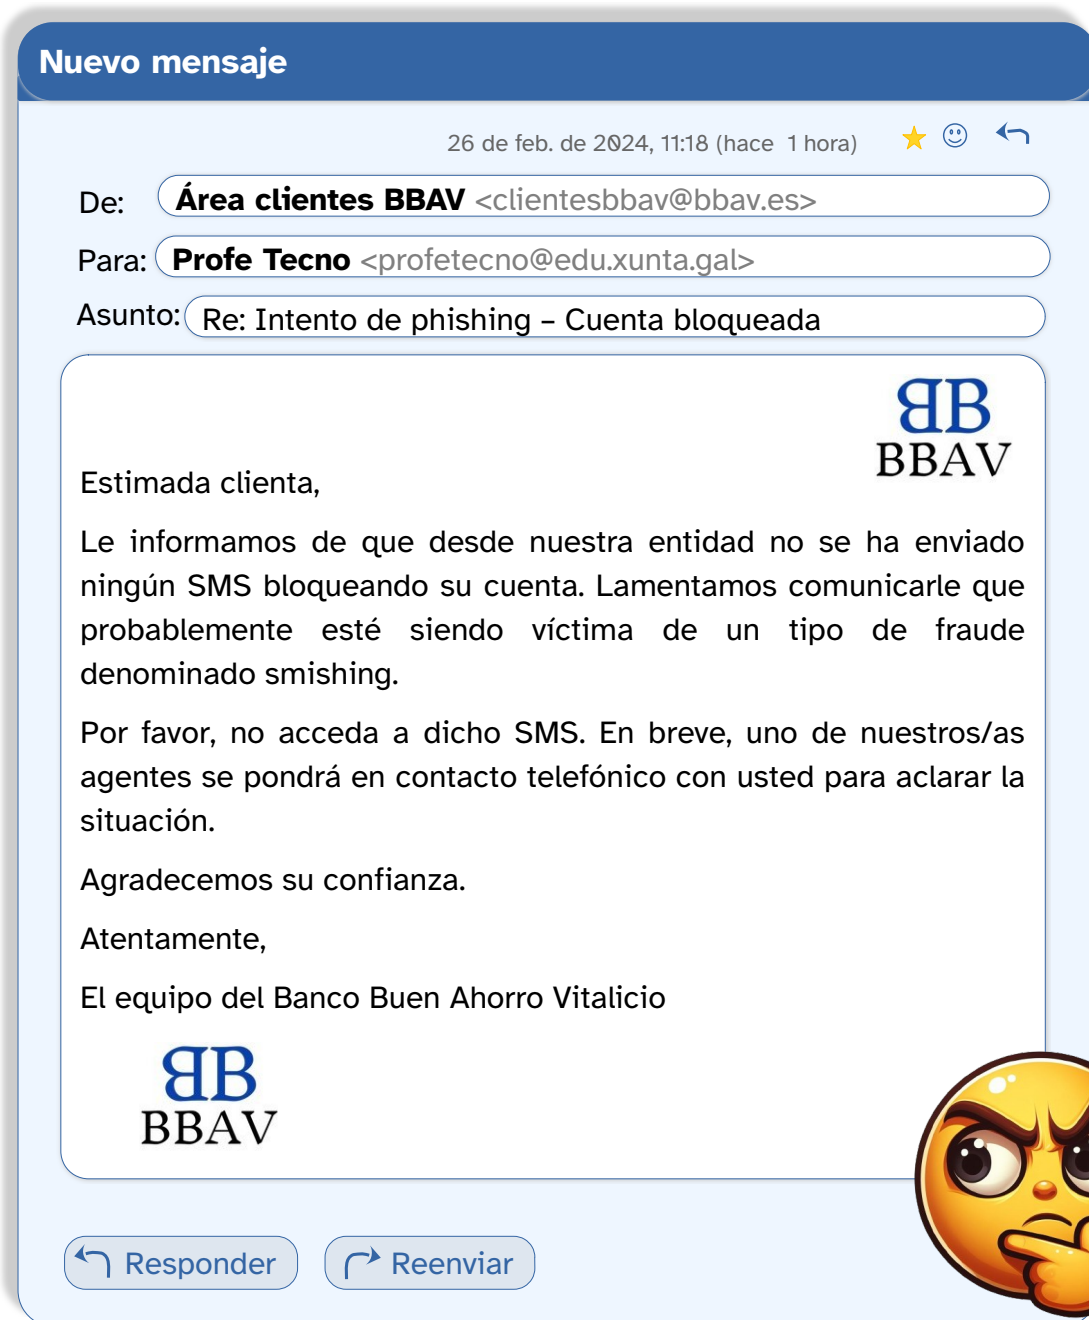 Nuevo mensaje
26 de feb. de 2024, 11:18 (hace 1 hora)
De: Área clientes BBAV <clientesbbav@bbav.es>
Para: Profe Tecno <profetecno@edu.xunta.gal>
Asunto: Re: Intento de phishing – Cuenta bloqueada
BB
BBAV
Estimada clienta,
Le informamos de que desde nuestra entidad no se ha enviado
ningún SMS bloqueando su cuenta. Lamentamos comunicarle que
probablemente esté siendo víctima de un tipo de fraude
denominado smishing.
Por favor, no acceda a dicho SMS. En breve, uno de nuestros/as
agentes se pondrá en contacto telefónico con usted para aclarar la
situación.
Agradecemos su confianza.
Atentamente,
El equipo del Banco Buen Ahorro Vitalicio
BB
BBAV
Responder Reenviar